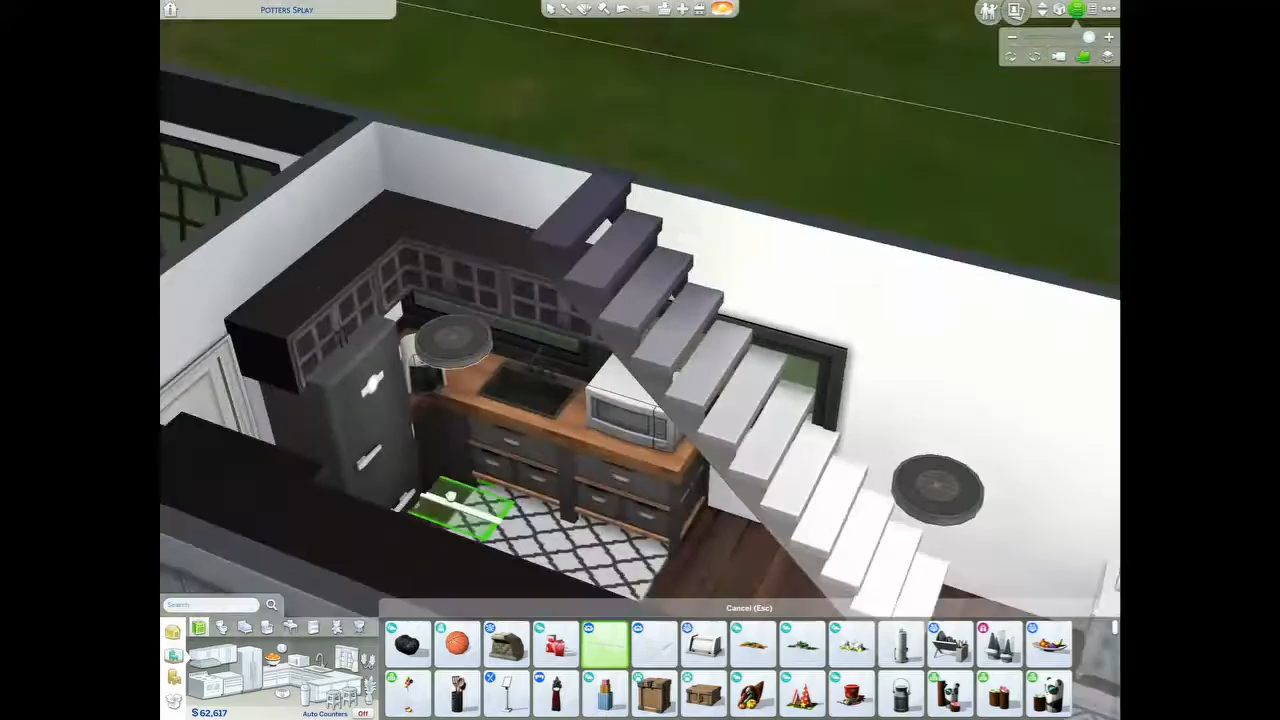 POTTERS SPLAY
Search
Cancel (Esc)
$62,617
Auto Counters Off